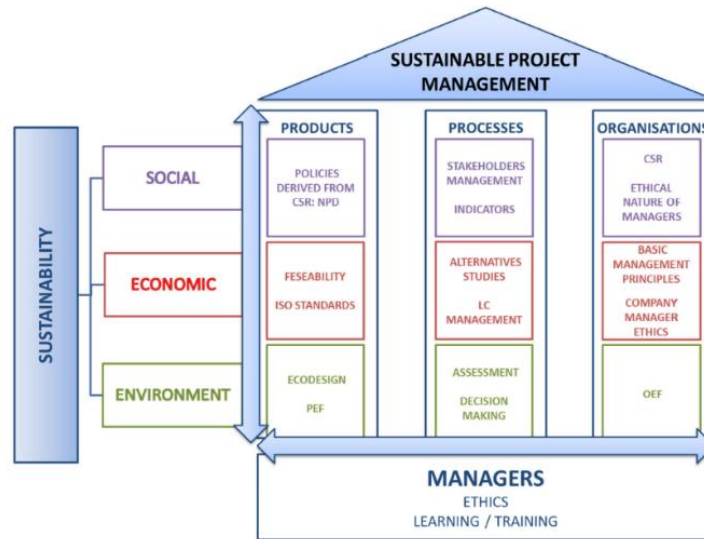 SUSTAINABLE PROJECT
MANAGEMENT
SUSTAINABILITY
SOCIAL
ECONOMIC
ENVIRONMENT
PRODUCTS
POLICIES
DERIVED FROM
CSR: NPD
FESEABILITY
ISO STANDARDS
ECODESIGN
PEF
PROCESSES
STAKEHOLDERS
MANAGEMENT
INDICATORS
ALTERNATIVES
STUDIES
LC
MANAGEMENT
ASSESSMENT
DECISION
MAKING
ORGANISATIONS
CSR
ETHICAL
NATURE OF
MANAGERS
BASIC
MANAGEMENT
PRINCIPLES
COMPANY
MANAGER
ETHICS
OEF
MANAGERS
ETHICS
LEARNING / TRAINING